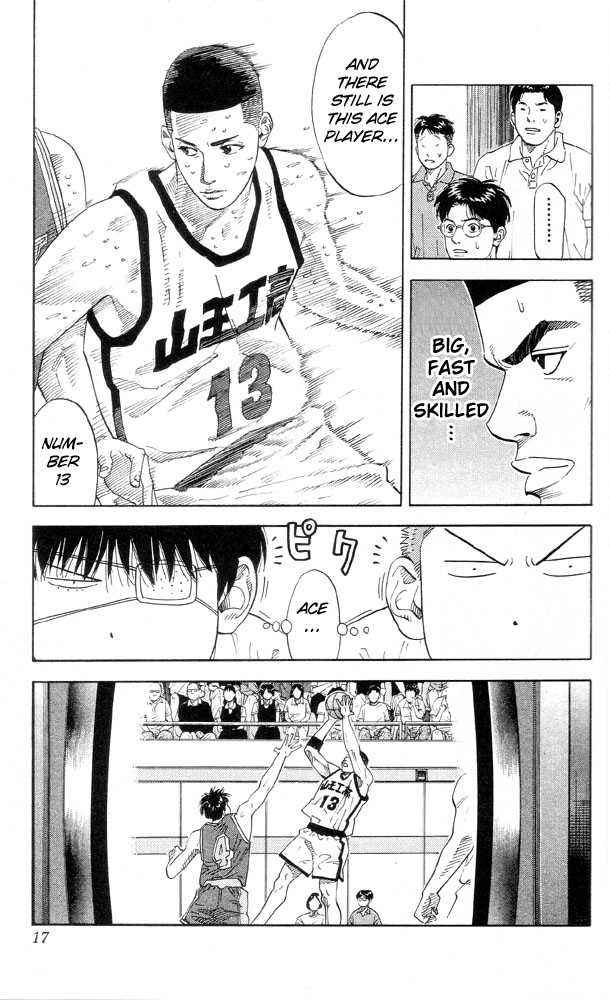 ........
BIG,
FAST
AND
SKILLED
...
AND
THERE
STILL IS
THIS ACE
PLAYER...
山王工高
13
NUM-
BER
13
ピク
ACE
...
山王工高
13
4
17